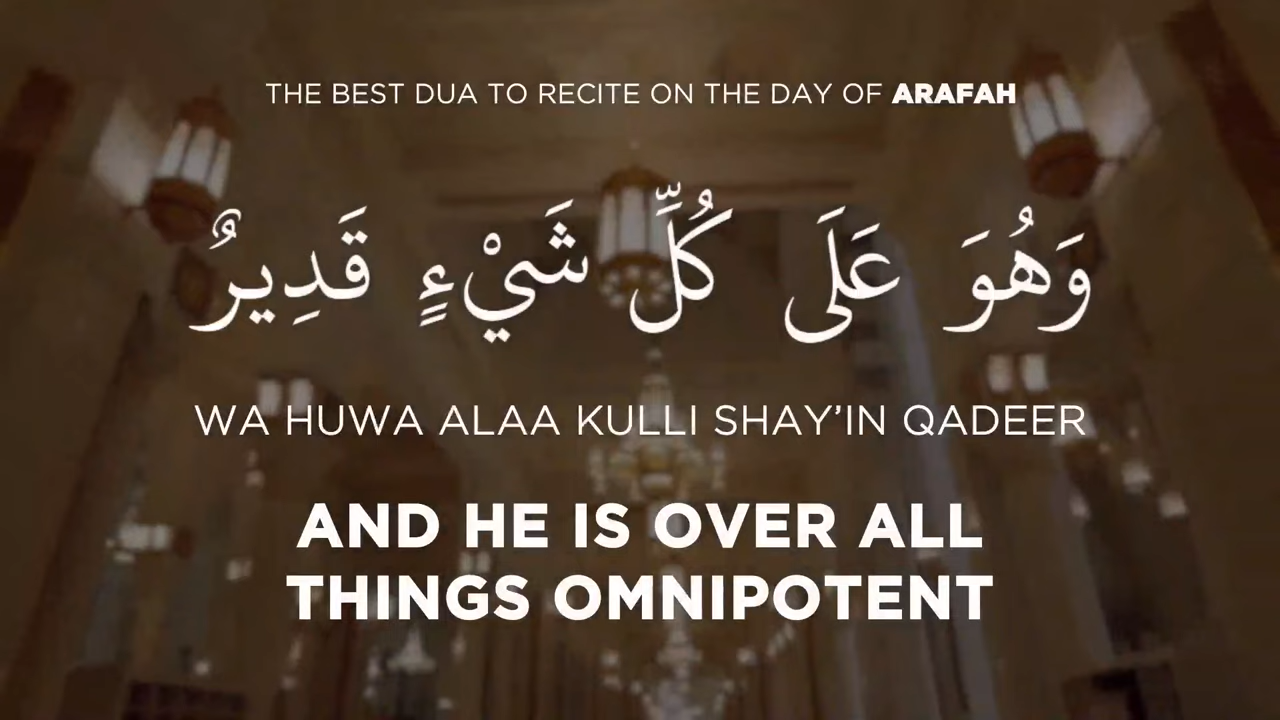 THE BEST DUA TO RECITE ON THE DAY OF ARAFAH
وَهُوَ عَلَى كُلِّ شَيْءٍ قَدِيرٌ
WA HUWA ALAA KULLI SHAY’IN QADEER
AND HE IS OVER ALL
THINGS OMNIPOTENT